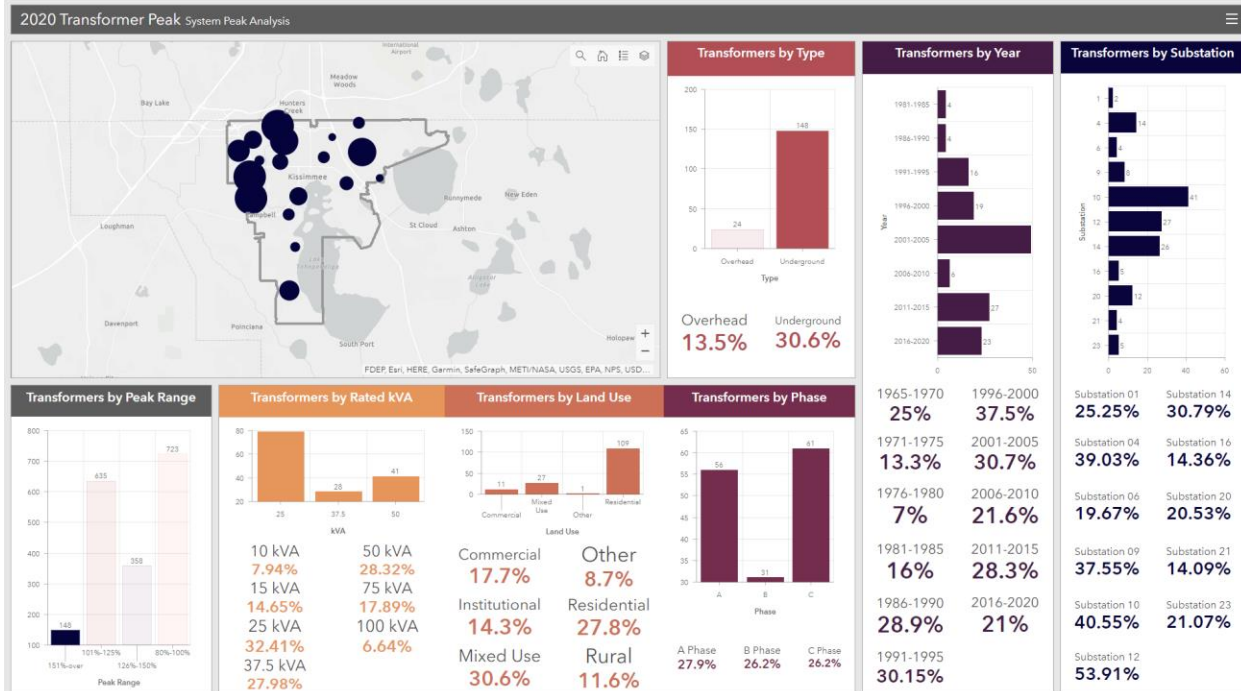 2020 Transformer Peak System Peak Analysis
International
Airport
Meadow
Woods
Bay Lake
Hunters
Creek
Kissimmee
Runnymede
New Eden
Campbell
Loughman
St Cloud
Ashton
Lake
Tohopekaliga
Alligator
Lake
Davenport
Poinciana
South Port
Holopaw
+
−
FDEP, Esri, HERE, Garmin, SafeGraph, METI/NASA, USGS, EPA, NPS, USD...
Transformers by Type
200
150
100
50
0
24
148
Overhead
Underground
Type
Overhead
13.5%
Underground
30.6%
Transformers by Year
Year
1981-1985
4
1986-1990
4
1991-1995
16
1996-2000
19
2001-2005
2006-2010
6
2011-2015
27
2016-2020
23
0
50
1965-1970 1996-2000
25% 37.5%
1971-1975 2001-2005
13.3% 30.7%
1976-1980 2006-2010
7% 21.6%
1981-1985 2011-2015
16% 28.3%
1986-1990 2016-2020
28.9% 21%
1991-1995
30.15%
Transformers by Substation
Substation
1
2
4
14
6
4
9
8
10
41
12
27
14
26
16
5
20
12
21
4
23
5
0 20 40 60
Substation 01 Substation 14
25.25% 30.79%
Substation 04 Substation 16
39.03% 14.36%
Substation 06 Substation 20
19.67% 20.53%
Substation 09 Substation 21
37.55% 14.09%
Substation 10 Substation 23
40.55% 21.07%
Substation 12
53.91%
Transformers by Peak Range
800
700
600
500
400
300
200
100
148
635
358
723
151%-over
101%-125%
126%-150%
80%-100%
Peak Range
Transformers by Rated kVA
80
60
40
20
28
41
25 37.5 50
kVA
10 kVA 50 kVA
7.94% 28.32%
15 kVA 75 kVA
14.65% 17.89%
25 kVA 100 kVA
32.41% 6.64%
37.5 kVA
27.98%
Transformers by Land Use
150
100
50
0
11
27
1
109
Commercial
Mixed
Use
Other
Residential
Land Use
Commercial Other
17.7% 8.7%
Institutional Residential
14.3% 27.8%
Mixed Use Rural
30.6% 11.6%
Transformers by Phase
65
60
55
50
45
40
35
30
56
31
61
A B C
Phase
A Phase B Phase C Phase
27.9% 26.2% 26.2%